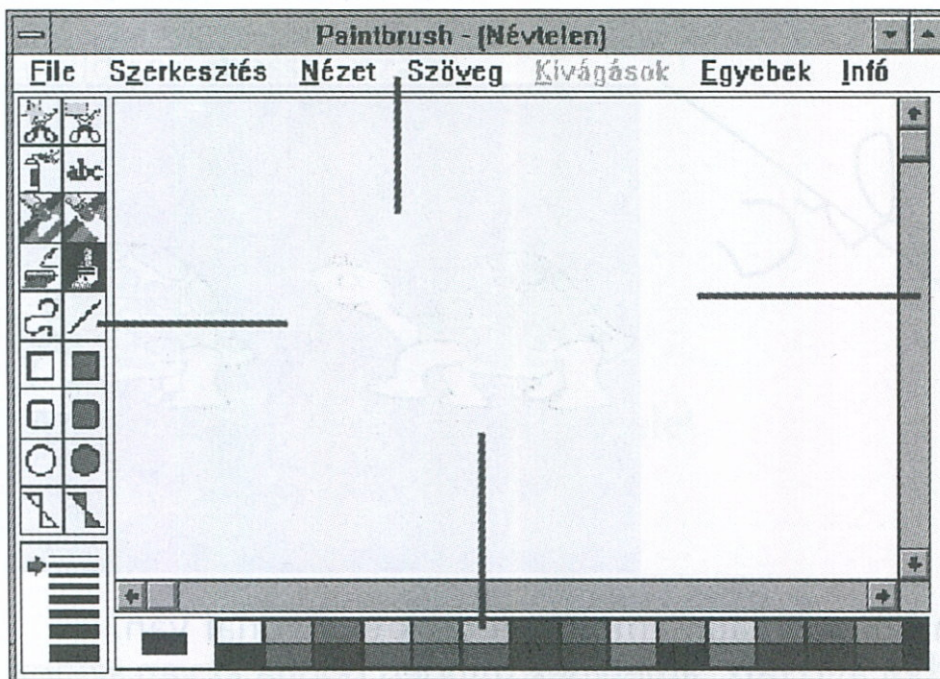 Paintbrush - (Névtelen)
File Szerkesztés Nézet Szöveg Kivágások Egyebek Infó
abc